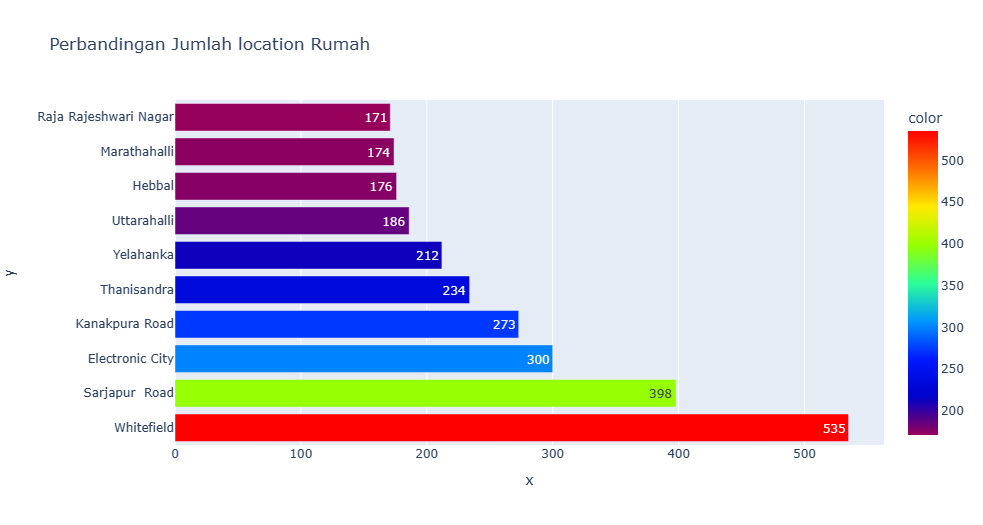 Perbandingan Jumlah location Rumah
color
Raja Rajeshwari Nagar 171
Marathahalli 174
Hebbal 176
Uttarahalli 186
Yelahanka 212
Thanisandra 234
Kanakpura Road 273
Electronic City 300
Sarjapur  Road 398
Whitefield 535
y
0 100 200 300 400 500
x
500
450
400
350
300
250
200